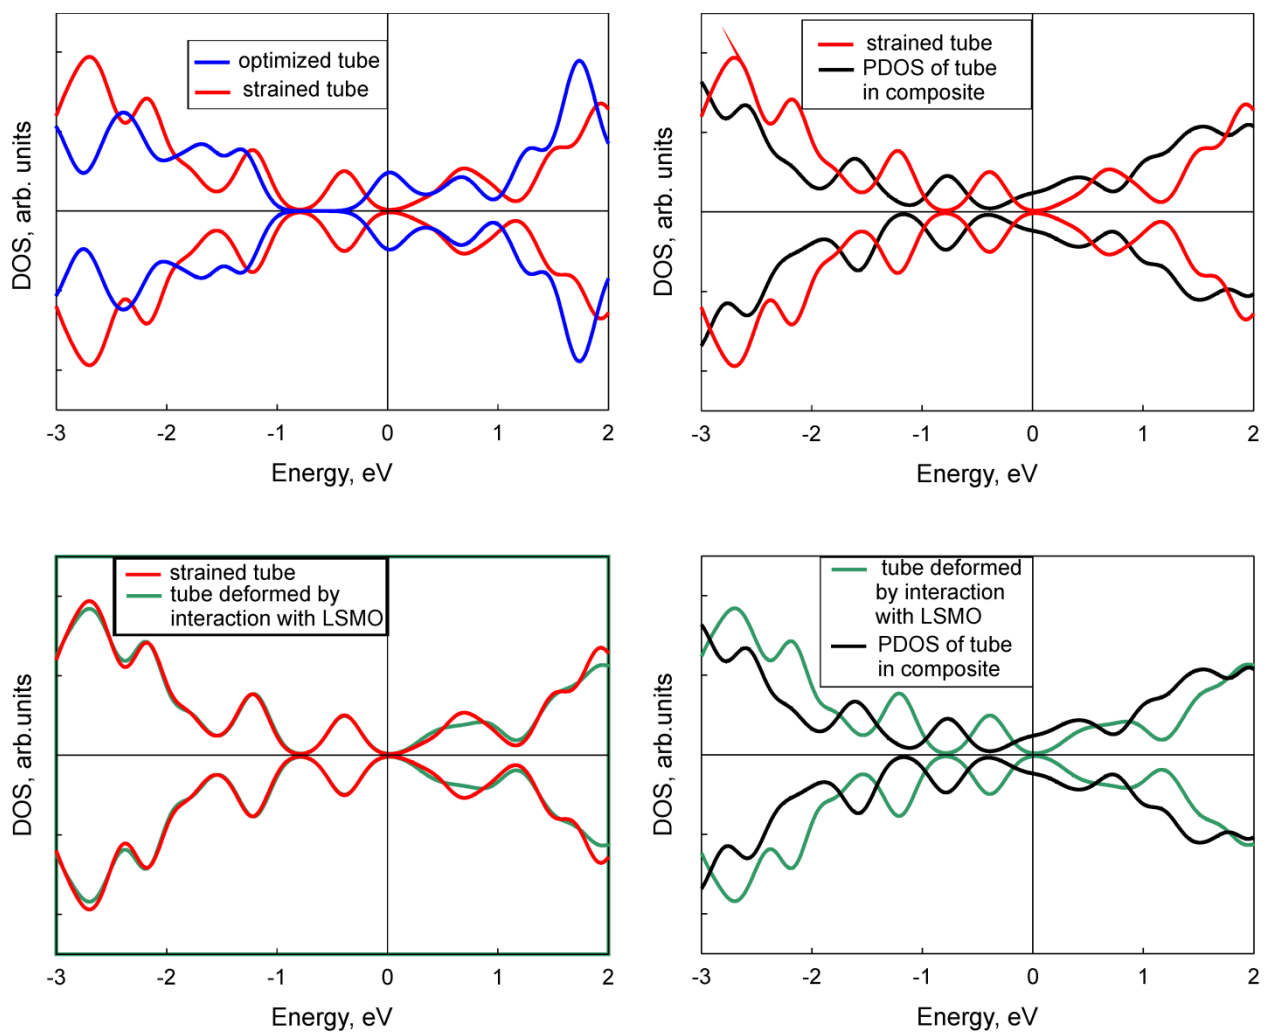 optimized tube
strained tube
DOS, arb. units
-3 -2 -1 0 1 2
Energy, eV
strained tube
PDOS of tube
in composite
DOS, arb. units
-3 -2 -1 0 1 2
Energy, eV
strained tube
tube deformed by
interaction with LSMO
DOS, arb.units
-3 -2 -1 0 1 2
Energy, eV
tube deformed
by interaction
with LSMO
PDOS of tube
in composite
DOS, arb.units
-3 -2 -1 0 1 2
Energy, eV